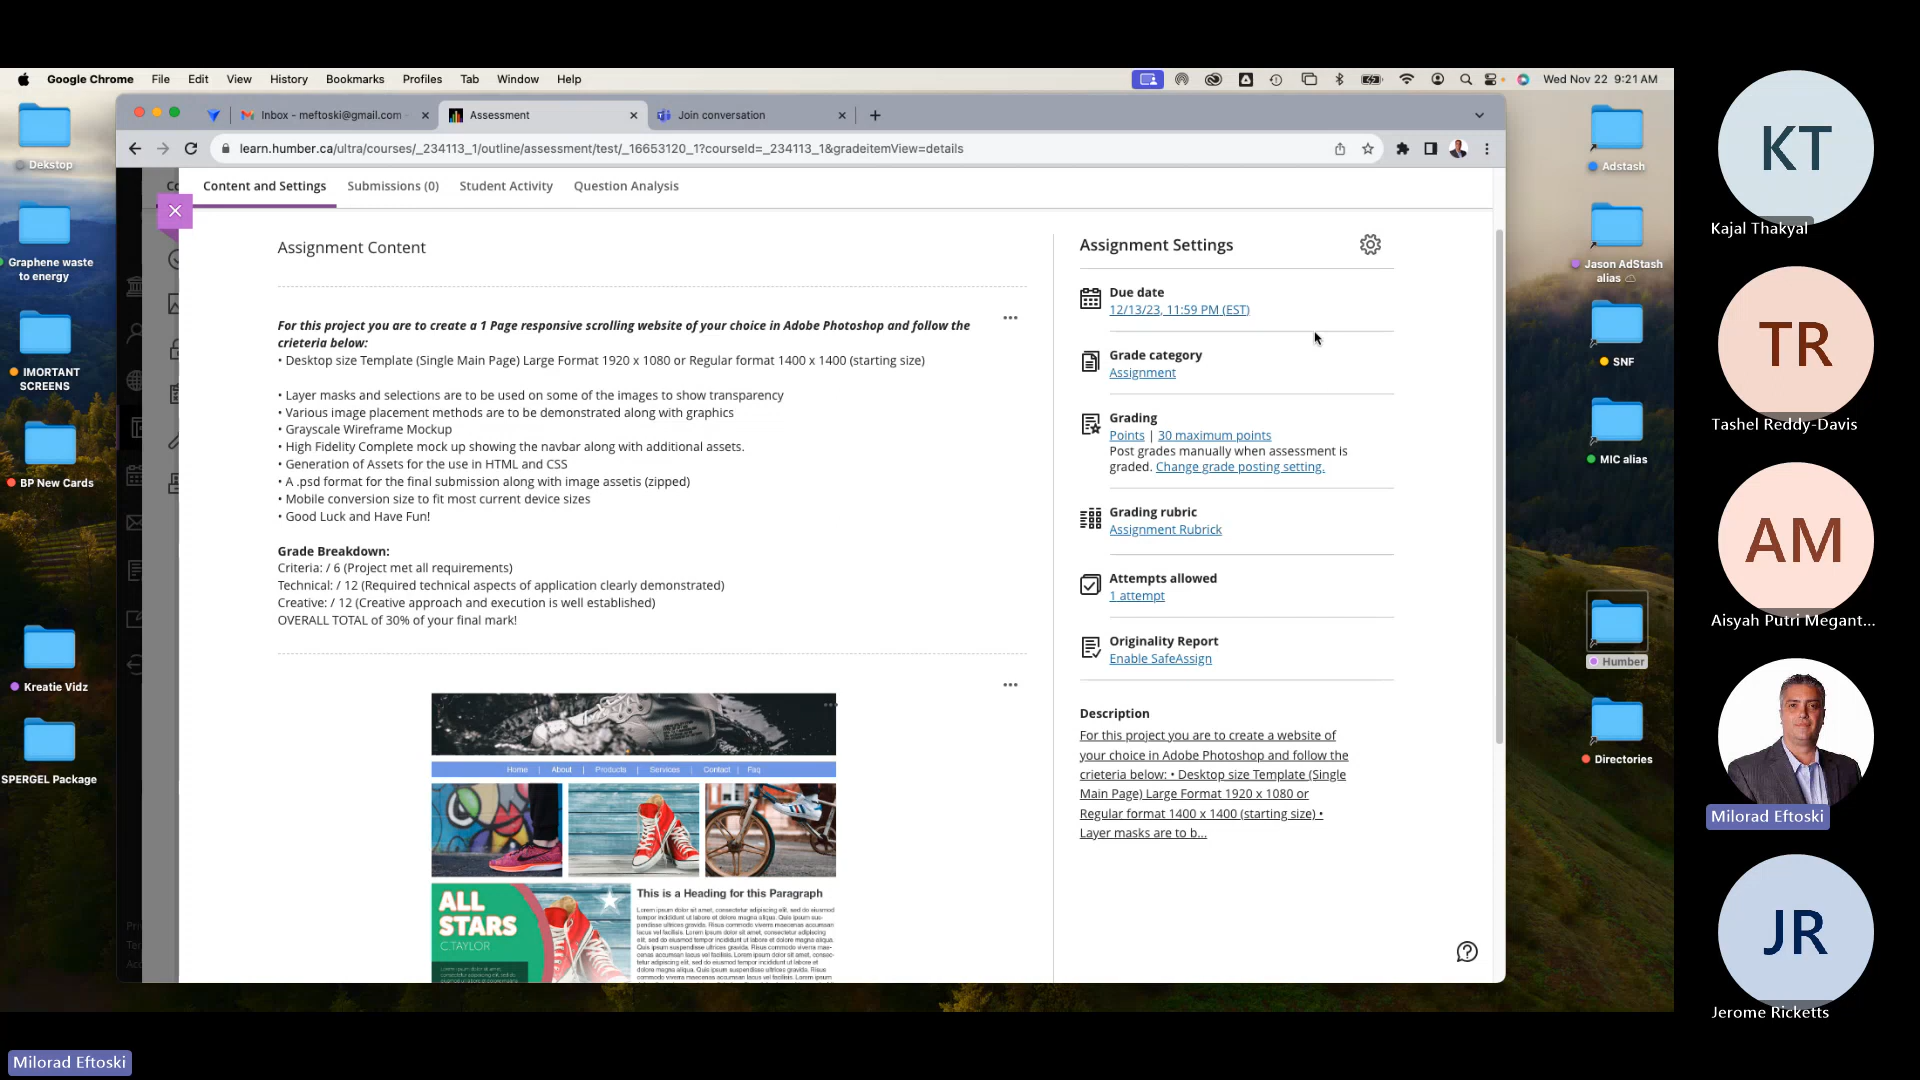 Google Chrome File Edit View History Bookmarks Profiles Tab Window Help
Wed Nov 22 9:21 AM
Inbox - meftoski@gmail.com
Assessment
Join conversation
learn.humber.ca/ultra/courses/_234113_1/outline/assessment/test/_16653120_1?courseId=_234113_1&gradeitemView=details
Content and Settings
Submissions (0)
Student Activity
Question Analysis
Assignment Content
For this project you are to create a 1 Page responsive scrolling website of your choice in Adobe Photoshop and follow the
crieteria below:
• Desktop size Template (Single Main Page) Large Format 1920 x 1080 or Regular format 1400 x 1400 (starting size)
• Layer masks and selections are to be used on some of the images to show transparency
• Various image placement methods are to be demonstrated along with graphics
• Grayscale Wireframe Mockup
• High Fidelity Complete mock up showing the navbar along with additional assets.
• Generation of Assets for the use in HTML and CSS
• A .psd format for the final submission along with image assetis (zipped)
• Mobile conversion size to fit most current device sizes
• Good Luck and Have Fun!
Grade Breakdown:
Criteria: / 6 (Project met all requirements)
Technical: / 12 (Required technical aspects of application clearly demonstrated)
Creative: / 12 (Creative approach and execution is well established)
OVERALL TOTAL of 30% of your final mark!
Home | About | Products | Services | Contact | Faq
ALL
STARS
C.TAYLOR
This is a Heading for this Paragraph
Assignment Settings
Due date
12/13/23, 11:59 PM (EST)
Grade category
Assignment
Grading
Points | 30 maximum points
Post grades manually when assessment is
graded. Change grade posting setting.
Grading rubric
Assignment Rubrick
Attempts allowed
1 attempt
Originality Report
Enable SafeAssign
Description
For this project you are to create a website of
your choice in Adobe Photoshop and follow the
crieteria below: • Desktop size Template (Single
Main Page) Large Format 1920 x 1080 or
Regular format 1400 x 1400 (starting size) •
Layer masks are to b...
Dekstop
Graphene waste
to energy
IMORTANT
SCREENS
BP New Cards
Kreatie Vidz
SPERGEL Package
Adstash
Jason AdStash
alias
SNF
MIC alias
Humber
Directories
KT
Kajal Thakyal
TR
Tashel Reddy-Davis
AM
Aisyah Putri Megant...
Milorad Eftoski
JR
Jerome Ricketts
Milorad Eftoski